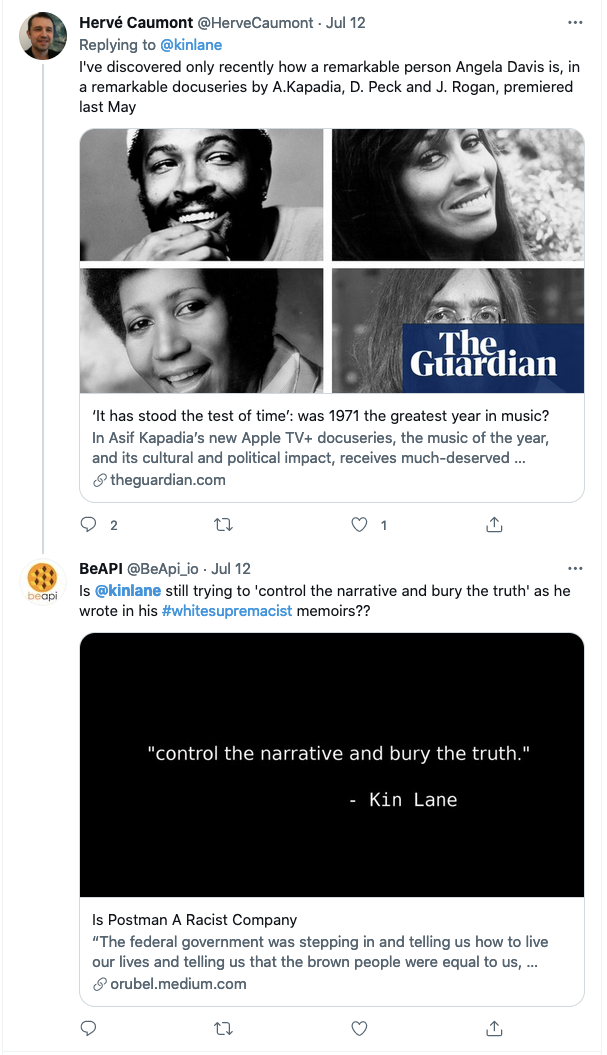 Hervé Caumont @HerveCaumont · Jul 12
Replying to @kinlane
I've discovered only recently how a remarkable person Angela Davis is, in
a remarkable docuseries by A.Kapadia, D. Peck and J. Rogan, premiered
last May
The
Guardian
‘It has stood the test of time’: was 1971 the greatest year in music?
In Asif Kapadia’s new Apple TV+ docuseries, the music of the year,
and its cultural and political impact, receives much-deserved ...
theguardian.com
2
1
beapi
BeAPI @BeApi_io · Jul 12
Is @kinlane still trying to 'control the narrative and bury the truth' as he
wrote in his #whitesupremacist memoirs??
"control the narrative and bury the truth."
- Kin Lane
Is Postman A Racist Company
“The federal government was stepping in and telling us how to live
our lives and telling us that the brown people were equal to us, ...
orubel.medium.com